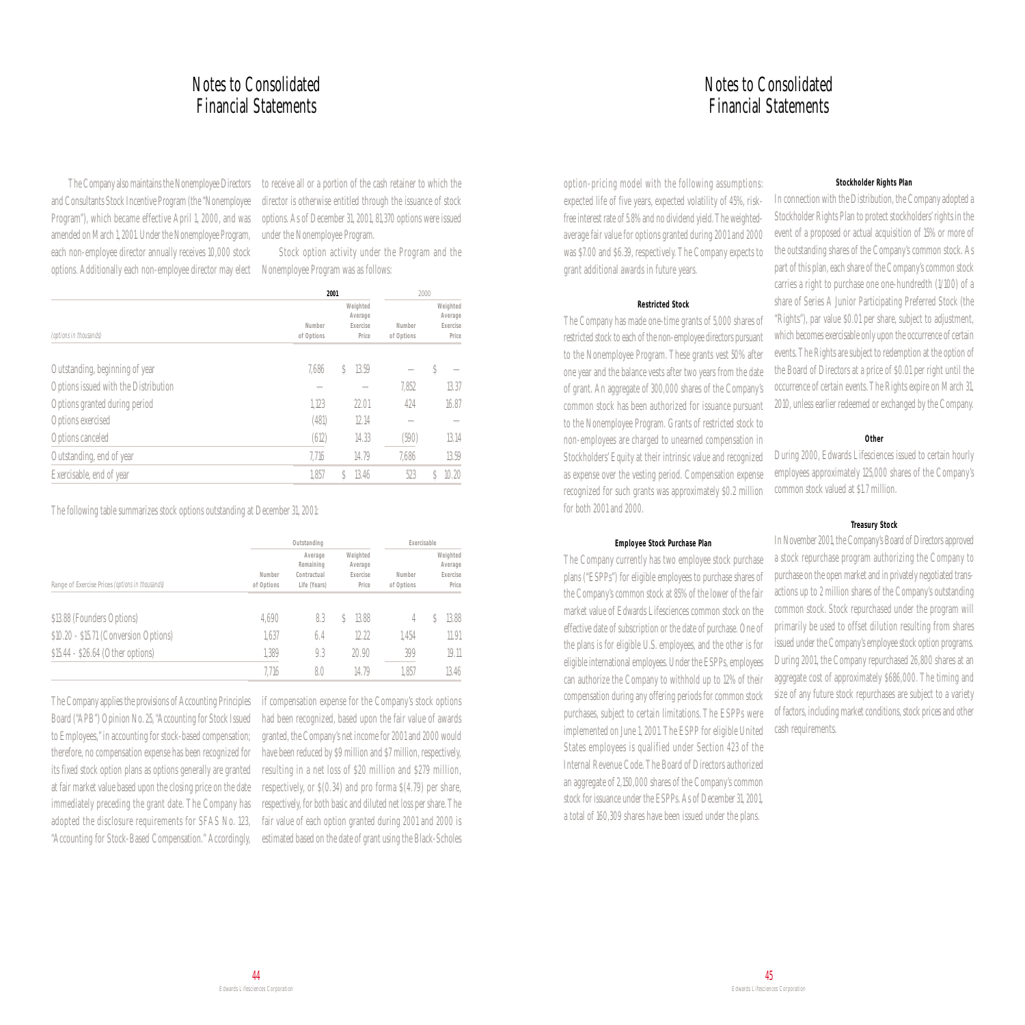 Notes to Consolidated
Financial Statements
The Company also maintains the Nonemployee Directors
and Consultants Stock Incentive Program (the "Nonemployee
Program"), which became effective April 1, 2000, and was
amended on March 1, 2001. Under the Nonemployee Program,
each non-employee director annually receives 10,000 stock
options. Additionally each non-employee director may elect
to receive all or a portion of the cash retainer to which the
director is otherwise entitled through the issuance of stock
options. As of December 31, 2001, 81,370 options were issued
under the Nonemployee Program.
Stock option activity under the Program and the
Nonemployee Program was as follows:
2001 2000
Weighted Weighted
Average Average
Number Exercise Number Exercise
(options in thousands) of Options Price of Options Price
Outstanding, beginning of year 7,686 $ 13.59 — $ —
Options issued with the Distribution — — 7,852 13.37
Options granted during period 1,123 22.01 424 16.87
Options exercised (481) 12.14 — —
Options canceled (612) 14.33 (590) 13.14
Outstanding, end of year 7,716 14.79 7,686 13.59
Exercisable, end of year 1,857 $ 13.46 523 $ 10.20
The following table summarizes stock options outstanding at December 31, 2001:
Outstanding Exercisable
Average Weighted Weighted
Remaining Average Average
Number Contractual Exercise Number Exercise
Range of Exercise Prices (options in thousands) of Options Life (Years) Price of Options Price
$13.88 (Founders Options) 4,690 8.3 $ 13.88 4 $ 13.88
$10.20 – $15.71 (Conversion Options) 1,637 6.4 12.22 1,454 11.91
$15.44 – $26.64 (Other options) 1,389 9.3 20.90 399 19.11
7,716 8.0 14.79 1,857 13.46
The Company applies the provisions of Accounting Principles
Board ("APB") Opinion No. 25, "Accounting for Stock Issued
to Employees," in accounting for stock-based compensation;
therefore, no compensation expense has been recognized for
its fixed stock option plans as options generally are granted
at fair market value based upon the closing price on the date
immediately preceding the grant date. The Company has
adopted the disclosure requirements for SFAS No. 123,
"Accounting for Stock-Based Compensation." Accordingly,
if compensation expense for the Company's stock options
had been recognized, based upon the fair value of awards
granted, the Company's net income for 2001 and 2000 would
have been reduced by $9 million and $7 million, respectively,
resulting in a net loss of $20 million and $279 million,
respectively, or $(0.34) and pro forma $(4.79) per share,
respectively, for both basic and diluted net loss per share. The
fair value of each option granted during 2001 and 2000 is
estimated based on the date of grant using the Black-Scholes
44
Edwards Lifesciences Corporation
Notes to Consolidated
Financial Statements
option-pricing model with the following assumptions:
expected life of five years, expected volatility of 45%, risk-
free interest rate of 5.8% and no dividend yield. The weighted-
average fair value for options granted during 2001 and 2000
was $7.00 and $6.39, respectively. The Company expects to
grant additional awards in future years.
Restricted Stock
The Company has made one-time grants of 5,000 shares of
restricted stock to each of the non-employee directors pursuant
to the Nonemployee Program. These grants vest 50% after
one year and the balance vests after two years from the date
of grant. An aggregate of 300,000 shares of the Company's
common stock has been authorized for issuance pursuant
to the Nonemployee Program. Grants of restricted stock to
non-employees are charged to unearned compensation in
Stockholders' Equity at their intrinsic value and recognized
as expense over the vesting period. Compensation expense
recognized for such grants was approximately $0.2 million
for both 2001 and 2000.
Employee Stock Purchase Plan
The Company currently has two employee stock purchase
plans ("ESPPs") for eligible employees to purchase shares of
the Company's common stock at 85% of the lower of the fair
market value of Edwards Lifesciences common stock on the
effective date of subscription or the date of purchase. One of
the plans is for eligible U.S. employees, and the other is for
eligible international employees. Under the ESPPs, employees
can authorize the Company to withhold up to 12% of their
compensation during any offering periods for common stock
purchases, subject to certain limitations. The ESPPs were
implemented on June 1, 2001. The ESPP for eligible United
States employees is qualified under Section 423 of the
Internal Revenue Code. The Board of Directors authorized
an aggregate of 2,150,000 shares of the Company's common
stock for issuance under the ESPPs. As of December 31, 2001,
a total of 160,309 shares have been issued under the plans.
Stockholder Rights Plan
In connection with the Distribution, the Company adopted a
Stockholder Rights Plan to protect stockholders' rights in the
event of a proposed or actual acquisition of 15% or more of
the outstanding shares of the Company's common stock. As
part of this plan, each share of the Company's common stock
carries a right to purchase one one-hundredth (1/100) of a
share of Series A Junior Participating Preferred Stock (the
"Rights"), par value $0.01 per share, subject to adjustment,
which becomes exercisable only upon the occurrence of certain
events. The Rights are subject to redemption at the option of
the Board of Directors at a price of $0.01 per right until the
occurrence of certain events. The Rights expire on March 31,
2010, unless earlier redeemed or exchanged by the Company.
Other
During 2000, Edwards Lifesciences issued to certain hourly
employees approximately 125,000 shares of the Company's
common stock valued at $1.7 million.
Treasury Stock
In November 2001, the Company's Board of Directors approved
a stock repurchase program authorizing the Company to
purchase on the open market and in privately negotiated trans-
actions up to 2 million shares of the Company's outstanding
common stock. Stock repurchased under the program will
primarily be used to offset dilution resulting from shares
issued under the Company's employee stock option programs.
During 2001, the Company repurchased 26,800 shares at an
aggregate cost of approximately $686,000. The timing and
size of any future stock repurchases are subject to a variety
of factors, including market conditions, stock prices and other
cash requirements.
45
Edwards Lifesciences Corporation